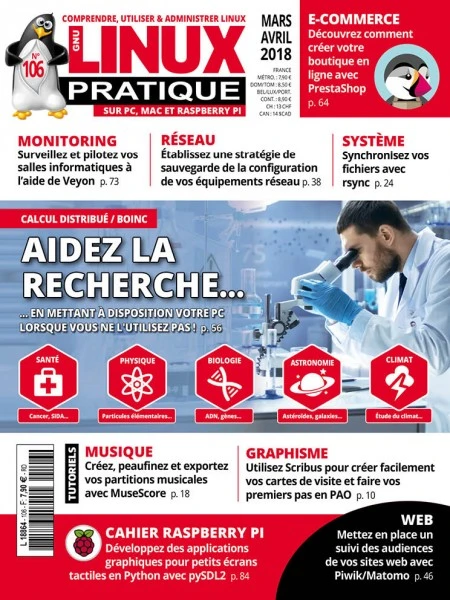 COMPRENDRE, UTILISER & ADMINISTRER LINUX
N°
106
GNU
LINUX
PRATIQUE
SUR PC, MAC ET RASPBERRY PI
MARS
AVRIL
2018
FRANCE
MÉTRO. : 7,90 €
DOM/TOM : 8,50 €
BEL/LUX/PORT.
CONT. : 8,90 €
CH : 13 CHF
CAN : 14 $CAD
E-COMMERCE
Découvrez comment
créer votre
boutique en
ligne avec
PrestaShop
p. 64
MONITORING
Surveillez et pilotez vos
salles informatiques à
l'aide de Veyon p. 73
RÉSEAU
Établissez une stratégie de
sauvegarde de la configuration
de vos équipements réseau p. 38
SYSTÈME
Synchronisez vos
fichiers avec
rsync p. 24
CALCUL DISTRIBUÉ / BOINC
AIDEZ LA
RECHERCHE...
... EN METTANT À DISPOSITION VOTRE PC
LORSQUE VOUS NE L'UTILISEZ PAS ! p. 56
SANTÉ
Cancer, SIDA...
PHYSIQUE
Particules élémentaires...
BIOLOGIE
ADN, gènes...
ASTRONOMIE
Astéroïdes, galaxies...
CLIMAT
Étude du climat...
L 18864 - 106 - F: 7,90 € - RD
TUTORIELS
MUSIQUE
Créez, peaufinez et exportez
vos partitions musicales
avec MuseScore p. 18
GRAPHISME
Utilisez Scribus pour créer facilement
vos cartes de visite et faire vos
premiers pas en PAO p. 10
CAHIER RASPBERRY PI
Développez des applications
graphiques pour petits écrans
tactiles en Python avec pySDL2 p. 84
WEB
Mettez en place un
suivi des audiences
de vos sites web avec
Piwik/Matomo p. 46